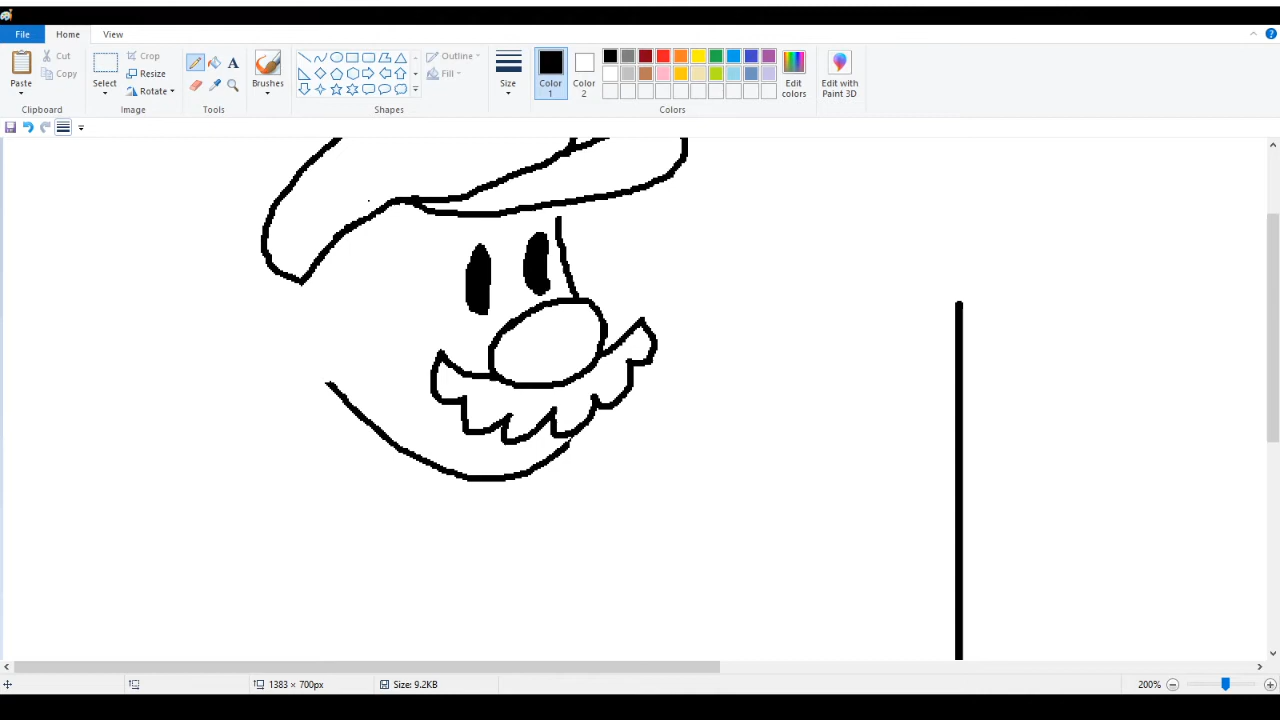 File Home View
Paste Cut Copy Clipboard
Select Crop Resize Rotate Image
A Tools
Brushes
Outline Fill Shapes
Size
Color 1
Color 2
Edit colors
Colors
Edit with Paint 3D
1383 × 700px Size: 9.2KB 200%